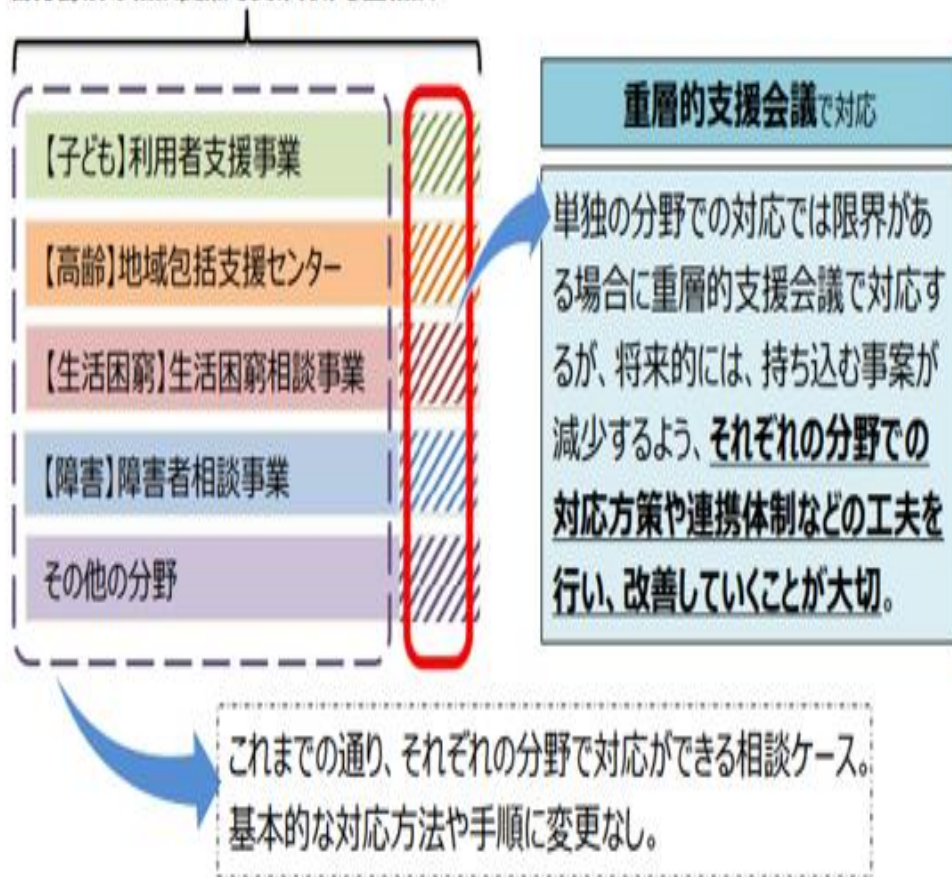 【子ども】利用者支援事業
【高齢】地域包括支援センター
【生活困窮】生活困窮相談事業
【障害】障害者相談事業
その他の分野
重層的支援会議で対応
単独の分野での対応では限界があ
る場合に重層的支援会議で対応す
るが、将来的には、持ち込む事案が
減少するよう、それぞれの分野での
対応方策や連携体制などの工夫を
行い、改善していくことが大切。
これまでの通り、それぞれの分野で対応ができる相談ケース。
基本的な対応方法や手順に変更なし。